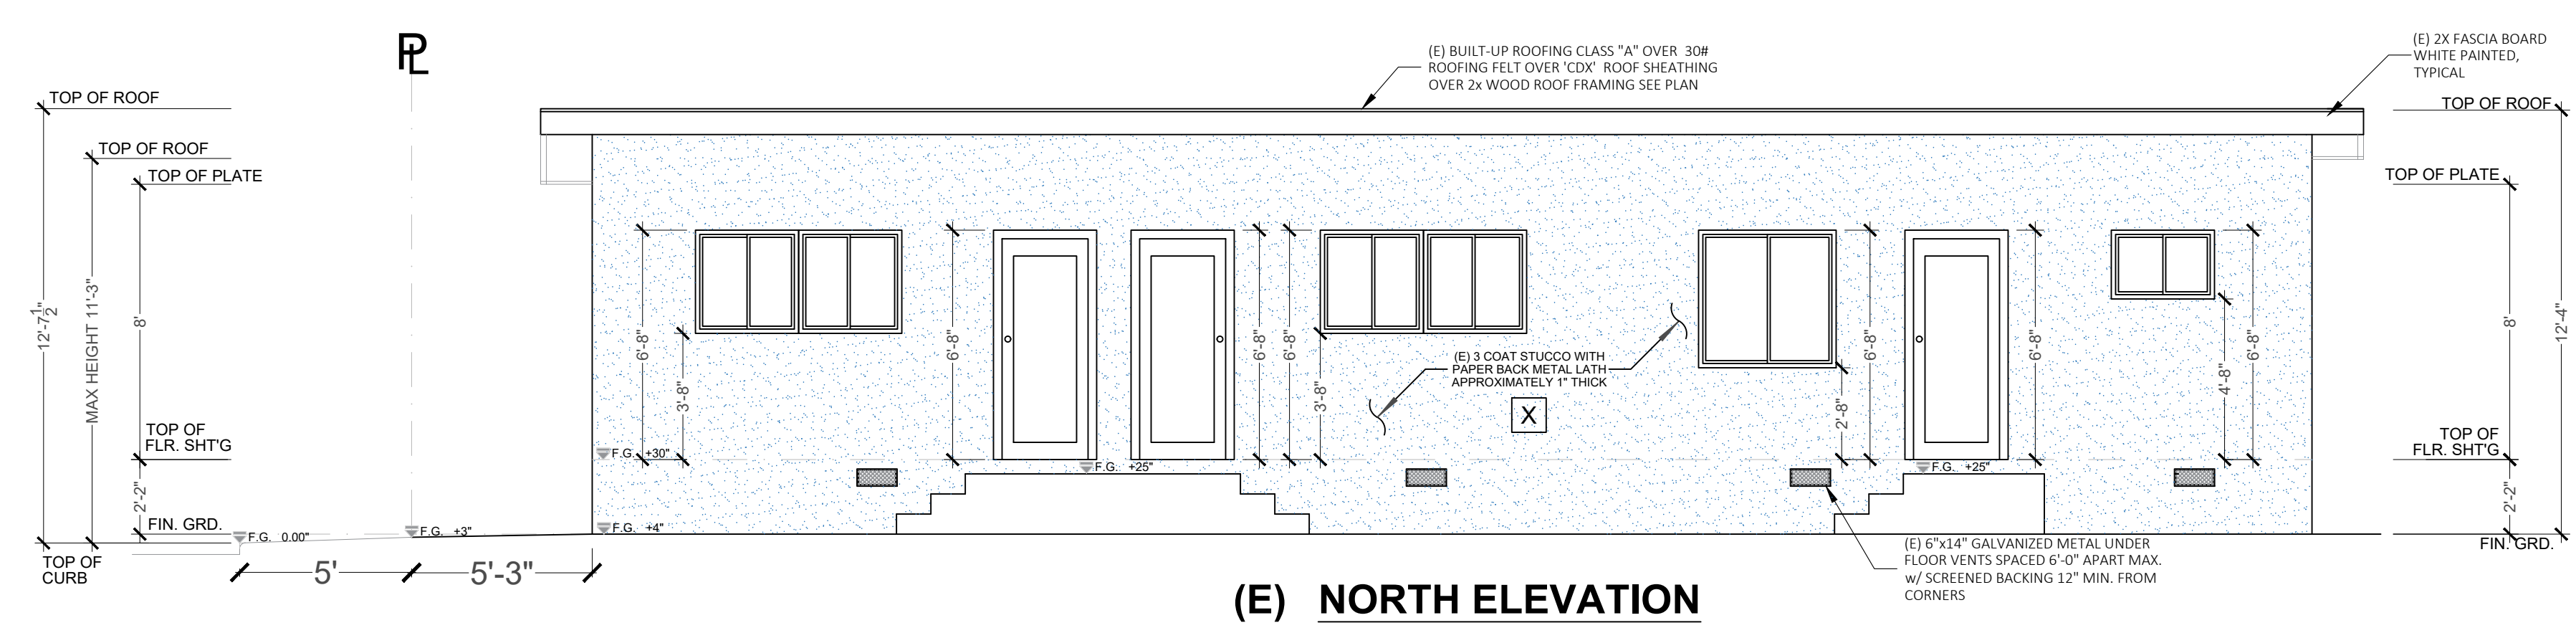 PL
(E) BUILT-UP ROOFING CLASS "A" OVER 30#
ROOFING FELT OVER 'CDX' ROOF SHEATHING
OVER 2x WOOD ROOF FRAMING SEE PLAN
(E) 2X FASCIA BOARD
WHITE PAINTED,
TYPICAL
TOP OF ROOF
TOP OF ROOF
TOP OF PLATE
TOP OF
FLR. SHT'G
FIN. GRD.
TOP OF
CURB
12'-7 1/2"
MAX HEIGHT 11'-3"
8'
2'-2"
F.G. 0.00"
F.G. +3"
F.G. +4"
F.G. +30"
5'
5'-3"
6'-8"
3'-8"
6'-8"
F.G. +25"
6'-8"
6'-8"
3'-8"
(E) 3 COAT STUCCO WITH
PAPER BACK METAL LATH
APPROXIMATELY 1" THICK
X
2'-8"
6'-8"
F.G. +25"
6'-8"
4'-8"
6'-8"
TOP OF ROOF
TOP OF PLATE
TOP OF
FLR. SHT'G
FIN. GRD.
8'
2'-2"
12'-4"
(E) 6"x14" GALVANIZED METAL UNDER
FLOOR VENTS SPACED 6'-0" APART MAX.
w/ SCREENED BACKING 12" MIN. FROM
CORNERS
(E) NORTH ELEVATION